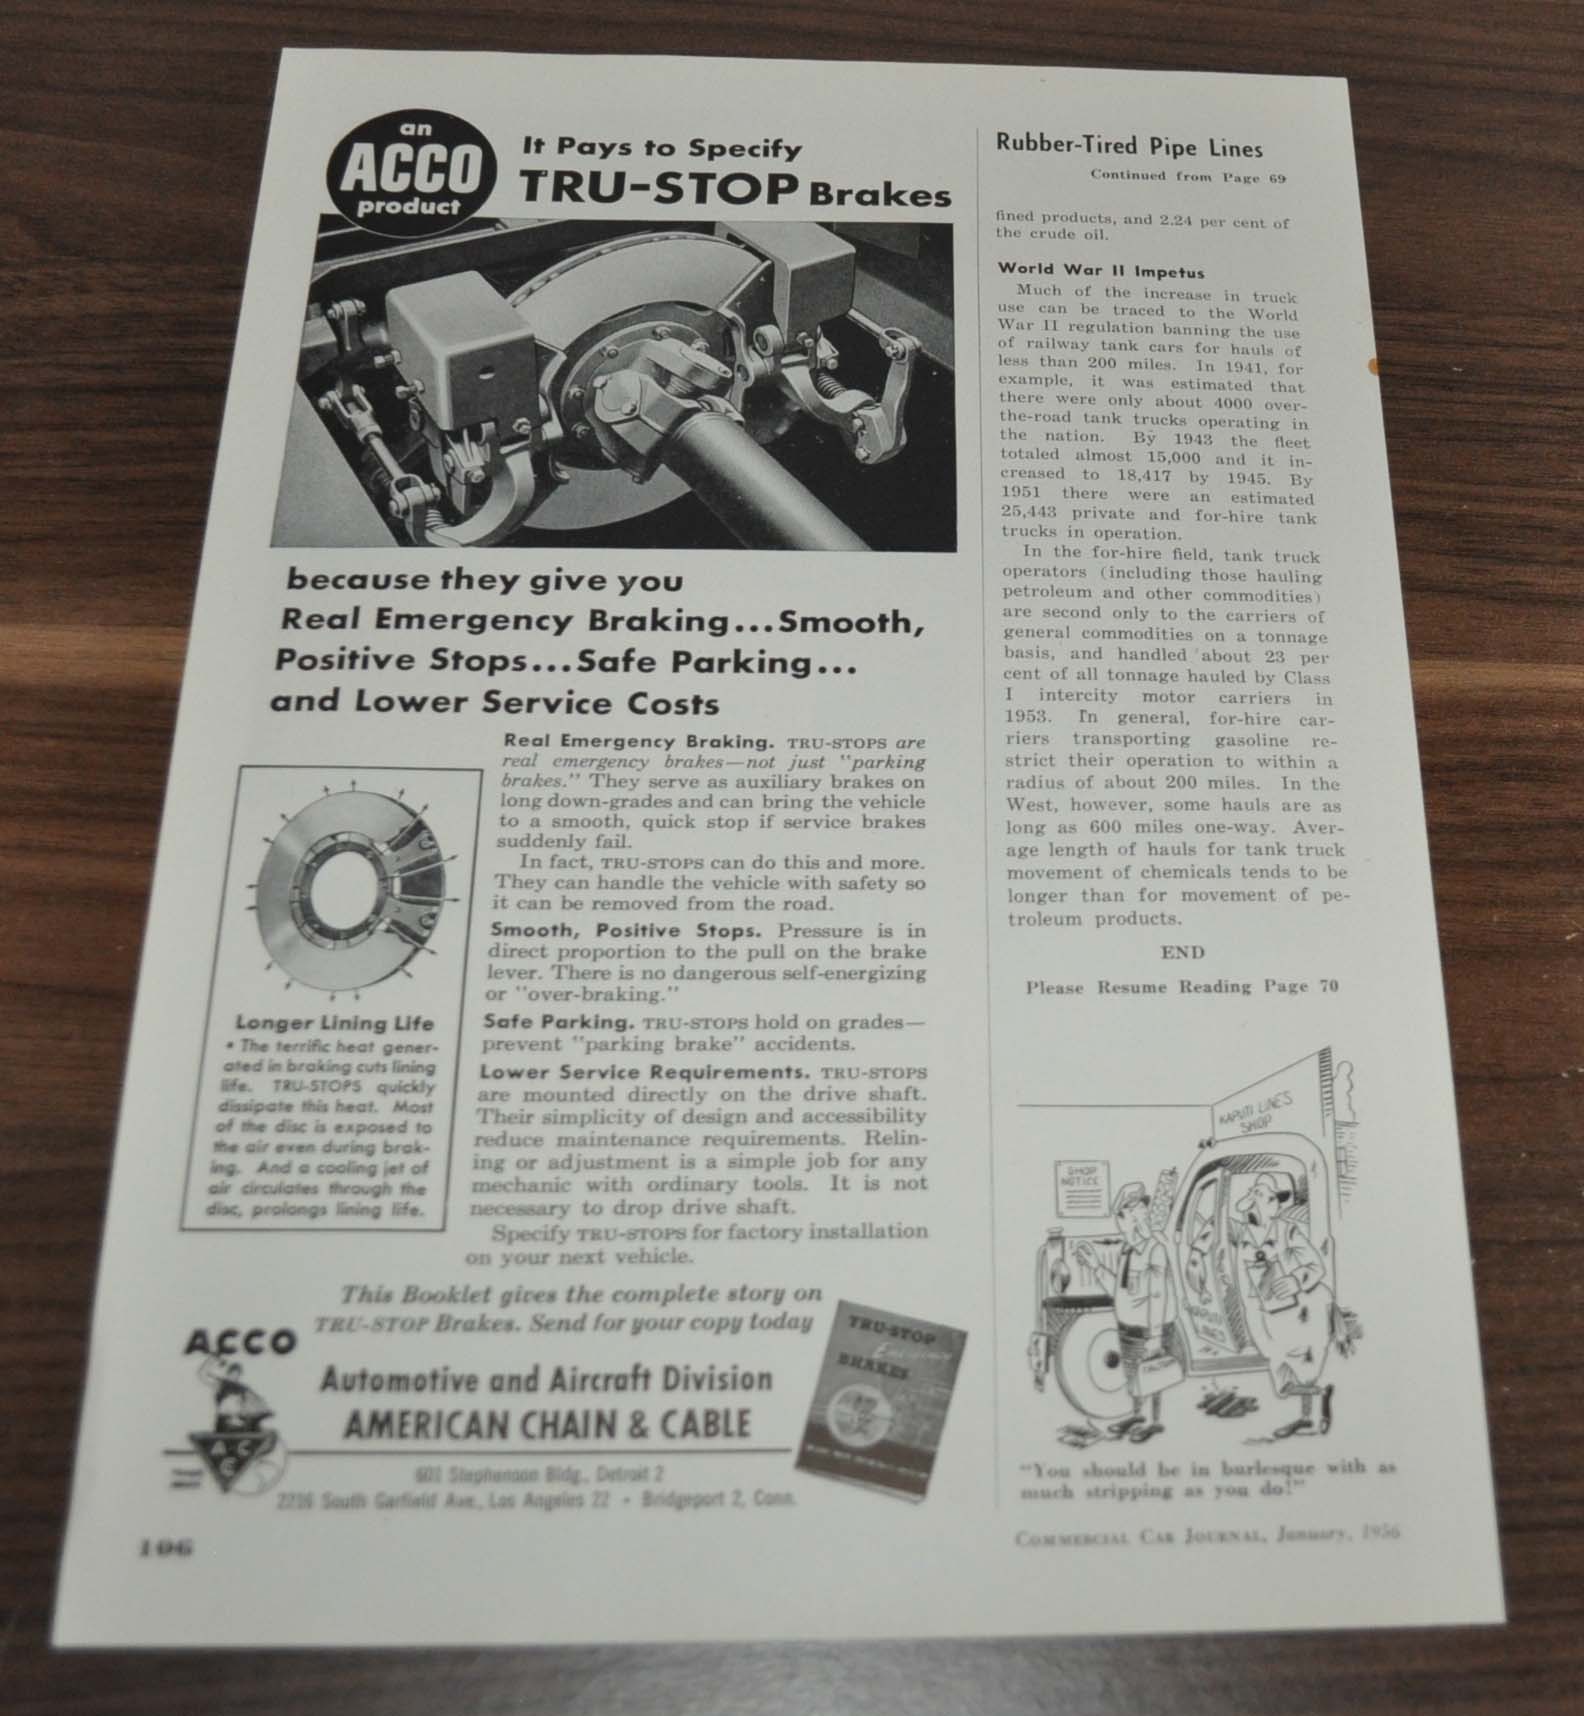 an
ACCO
product
It Pays to Specify
TRU-STOP Brakes
because they give you
Real Emergency Braking...Smooth,
Positive Stops...Safe Parking...
and Lower Service Costs
Real Emergency Braking. TRU-STOPS are
real emergency brakes—not just "parking
brakes." They serve as auxiliary brakes on
long down-grades and can bring the vehicle
to a smooth, quick stop if service brakes
suddenly fail.
In fact, TRU-STOPS can do this and more.
They can handle the vehicle with safety so
it can be removed from the road.
Smooth, Positive Stops. Pressure is in
direct proportion to the pull on the brake
lever. There is no dangerous self-energizing
or "over-braking."
Safe Parking. TRU-STOPS hold on grades—
prevent "parking brake" accidents.
Lower Service Requirements. TRU-STOPS
are mounted directly on the drive shaft.
Their simplicity of design and accessibility
reduce maintenance requirements. Relin-
ing or adjustment is a simple job for any
mechanic with ordinary tools. It is not
necessary to drop drive shaft.
Specify TRU-STOPS for factory installation
on your next vehicle.
Longer Lining Life
• The terrific heat gener-
ated in braking cuts lining
life. TRU-STOPS quickly
dissipate this heat. Most
of the disc is exposed to
the air even during brak-
ing. And a cooling jet of
air circulates through the
disc, prolongs lining life.
This Booklet gives the complete story on
TRU-STOP Brakes. Send for your copy today
ACCO
ACC
Automotive and Aircraft Division
AMERICAN CHAIN & CABLE
601 Stephenson Bldg., Detroit 2
2216 South Garfield Ave., Los Angeles 22 • Bridgeport 2, Conn.
TRU-STOP
Emergency
BRAKES
106
Rubber-Tired Pipe Lines
Continued from Page 69
fined products, and 2.24 per cent of
the crude oil.
World War II Impetus
Much of the increase in truck
use can be traced to the World
War II regulation banning the use
of railway tank cars for hauls of
less than 200 miles. In 1941, for
example, it was estimated that
there were only about 4000 over-
the-road tank trucks operating in
the nation. By 1943 the fleet
totaled almost 15,000 and it in-
creased to 18,417 by 1945. By
1951 there were an estimated
25,443 private and for-hire tank
trucks in operation.
In the for-hire field, tank truck
operators (including those hauling
petroleum and other commodities)
are second only to the carriers of
general commodities on a tonnage
basis, and handled about 23 per
cent of all tonnage hauled by Class
I intercity motor carriers in
1953. In general, for-hire car-
riers transporting gasoline re-
strict their operation to within a
radius of about 200 miles. In the
West, however, some hauls are as
long as 600 miles one-way. Aver-
age length of hauls for tank truck
movement of chemicals tends to be
longer than for movement of pe-
troleum products.
END
Please Resume Reading Page 70
KAPUTI LINES
SHOP
SHOP
NOTICE
KAPUTI
LINES
"You should be in burlesque with as
much stripping as you do!"
COMMERCIAL CAR JOURNAL, January, 1956